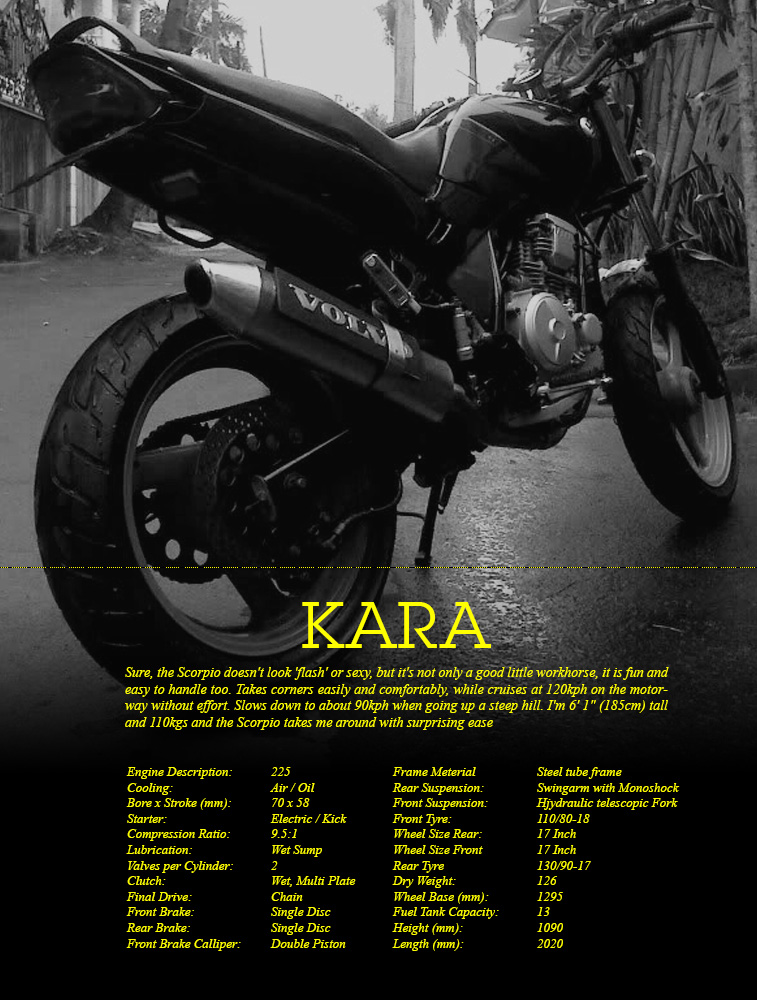 VOLV
KARA
Sure, the Scorpio doesn't look 'flash' or sexy, but it's not only a good little workhorse, it is fun and
easy to handle too. Takes corners easily and comfortably, while cruises at 120kph on the motor-
way without effort. Slows down to about 90kph when going up a steep hill. I'm 6' 1" (185cm) tall
and 110kgs and the Scorpio takes me around with surprising ease
Engine Description: 225
Cooling: Air / Oil
Bore x Stroke (mm): 70 x 58
Starter: Electric / Kick
Compression Ratio: 9.5:1
Lubrication: Wet Sump
Valves per Cylinder: 2
Clutch: Wet, Multi Plate
Final Drive: Chain
Front Brake: Single Disc
Rear Brake: Single Disc
Front Brake Calliper: Double Piston
Frame Meterial Steel tube frame
Rear Suspension: Swingarm with Monoshock
Front Suspension: Hjydraulic telescopic Fork
Front Tyre: 110/80-18
Wheel Size Rear: 17 Inch
Wheel Size Front 17 Inch
Rear Tyre 130/90-17
Dry Weight: 126
Wheel Base (mm): 1295
Fuel Tank Capacity: 13
Height (mm): 1090
Length (mm): 2020